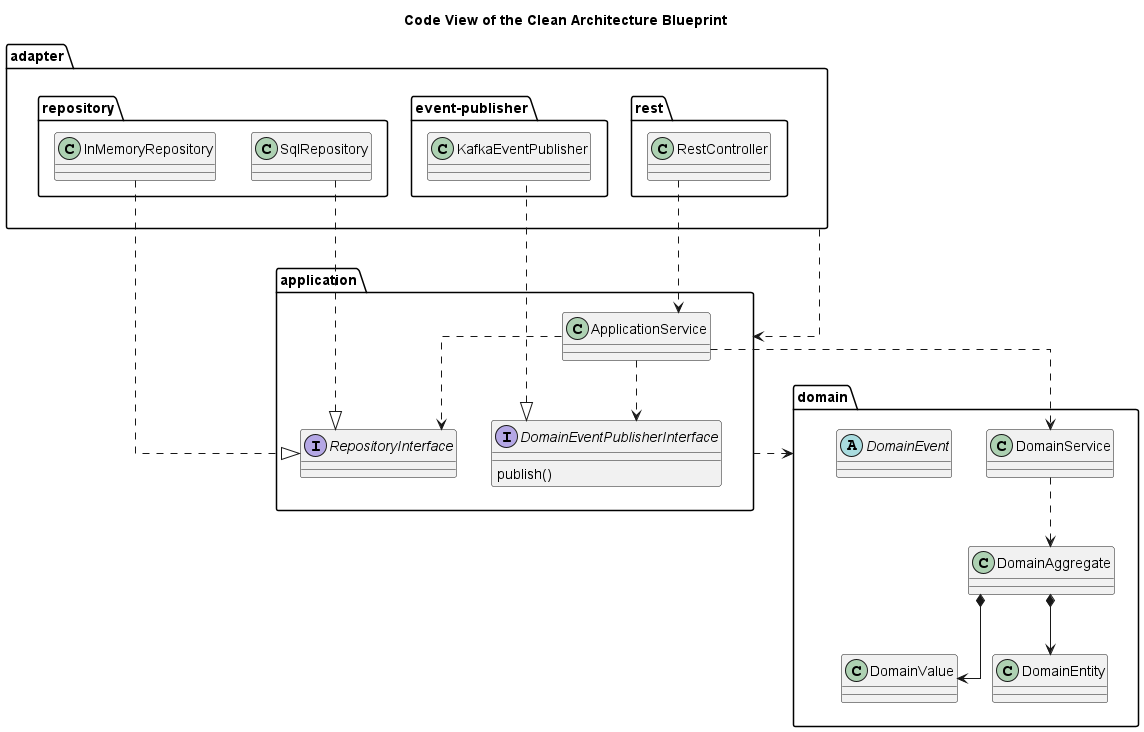 Code View of the Clean Architecture Blueprint
adapter
repository
event-publisher
rest
C InMemoryRepository
C SqlRepository
C KafkaEventPublisher
C RestController
application
C ApplicationService
I RepositoryInterface
I DomainEventPublisherInterface
publish()
domain
A DomainEvent
C DomainService
C DomainAggregate
C DomainValue
C DomainEntity